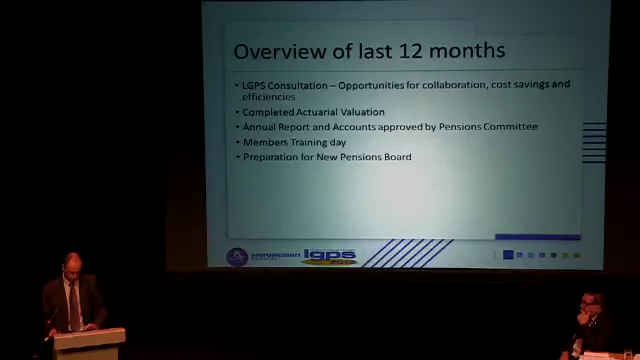 Overview of last 12 months
• LGPS Consultation – Opportunities for collaboration, cost savings and
efficiencies
• Completed Actuarial Valuation
• Annual Report and Accounts approved by Pensions Committee
• Members Training day
• Preparation for New Pensions Board
lgps